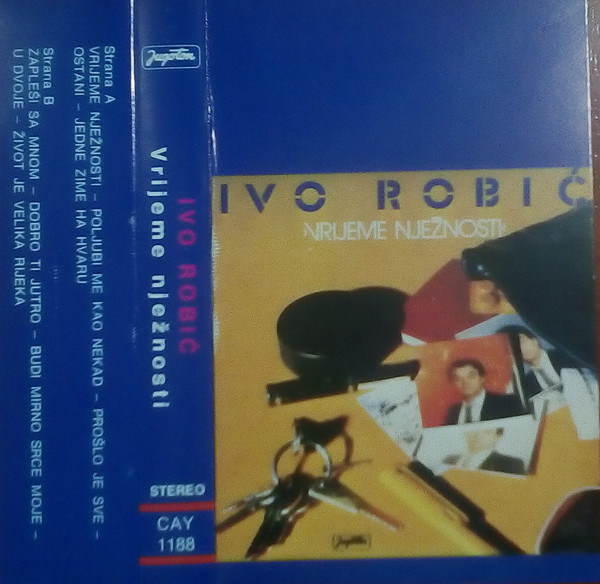 Strana A
VRIJEME NJEŽNOSTI – POLJUBI ME KAO NEKAD – PROŠLO JE SVE –
OSTANI – JEDNE ZIME HA HVARU
Strana B
ZAPLEŠI SA MNOM – DOBRO TI JUTRO – BUDI MIRNO SRCE MOJE –
U DVOJE – ŽIVOT JE VELIKA RIJEKA
Jugoton
IVO ROBIĆ
Vrijeme nježnosti
STEREO
CAY
1188
IVO ROBIĆ
VRIJEME NJEŽNOSTI
Jugoton